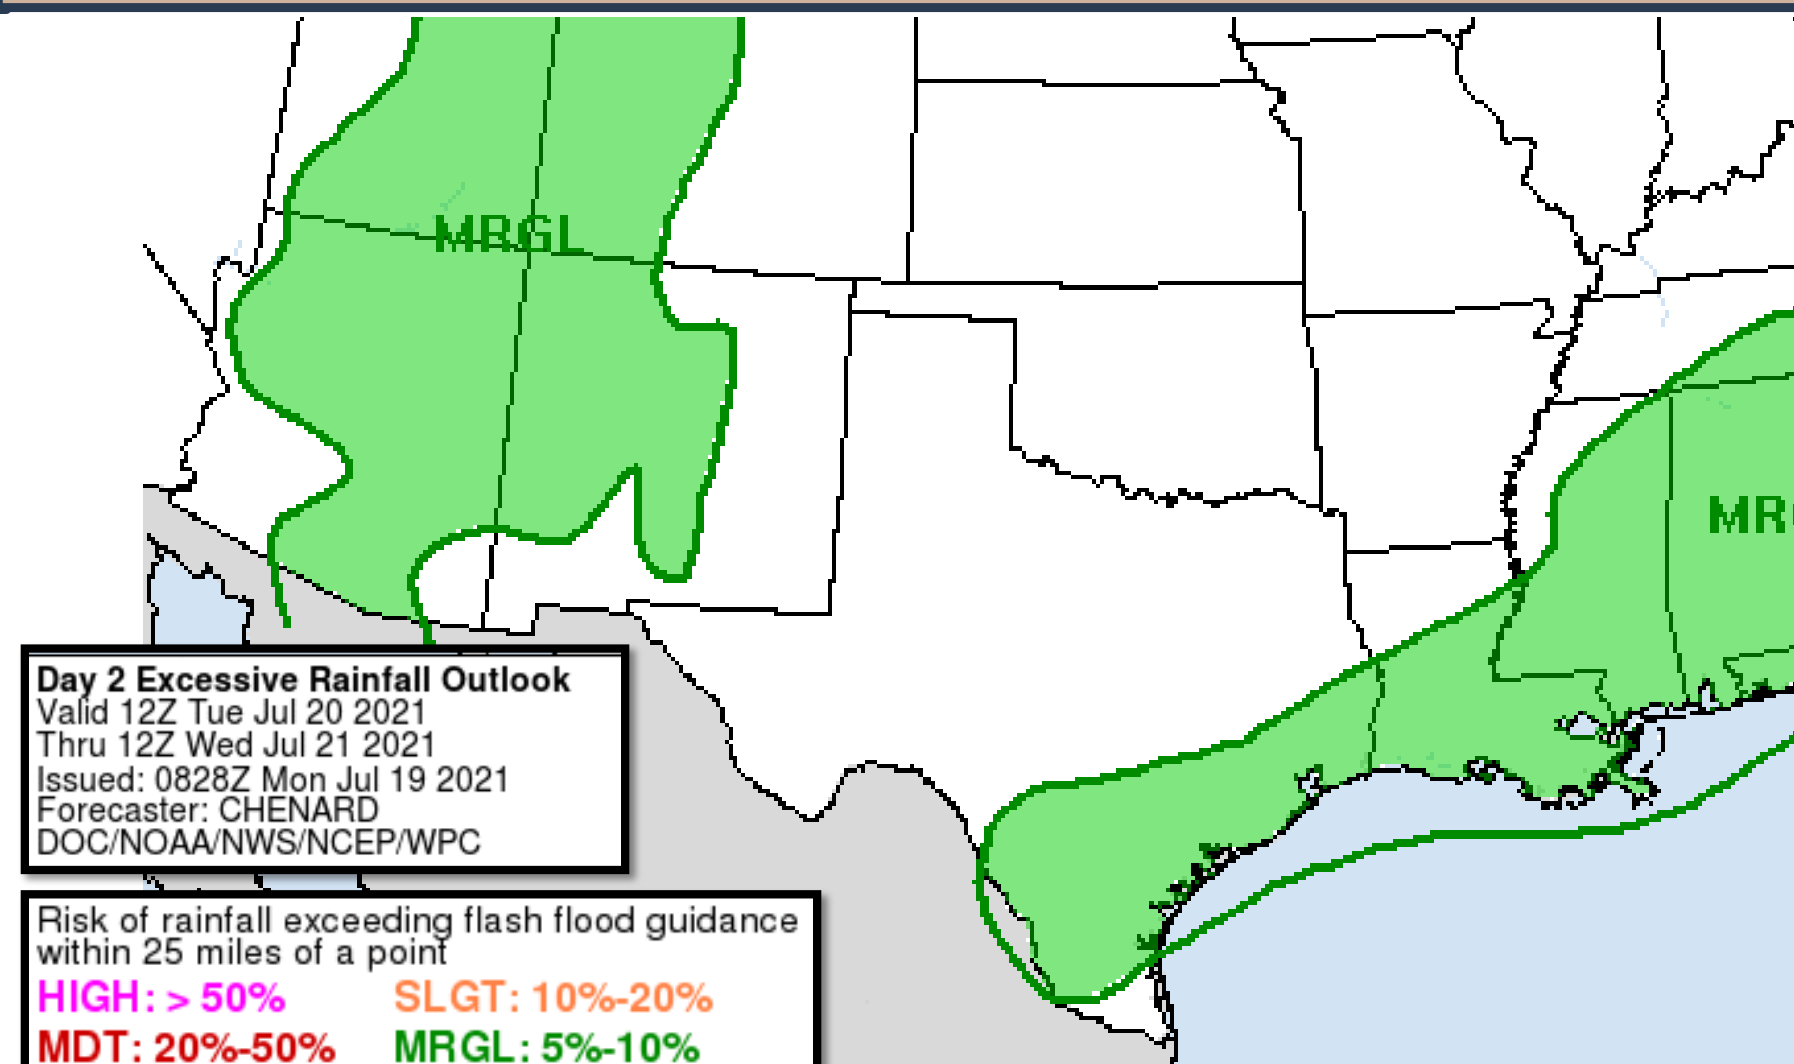 MRGL
MR
Day 2 Excessive Rainfall Outlook
Valid 12Z Tue Jul 20 2021
Thru 12Z Wed Jul 21 2021
Issued: 0828Z Mon Jul 19 2021
Forecaster: CHENARD
DOC/NOAA/NWS/NCEP/WPC
Risk of rainfall exceeding flash flood guidance
within 25 miles of a point
HIGH: > 50% SLGT: 10%-20%
MDT: 20%-50% MRGL: 5%-10%